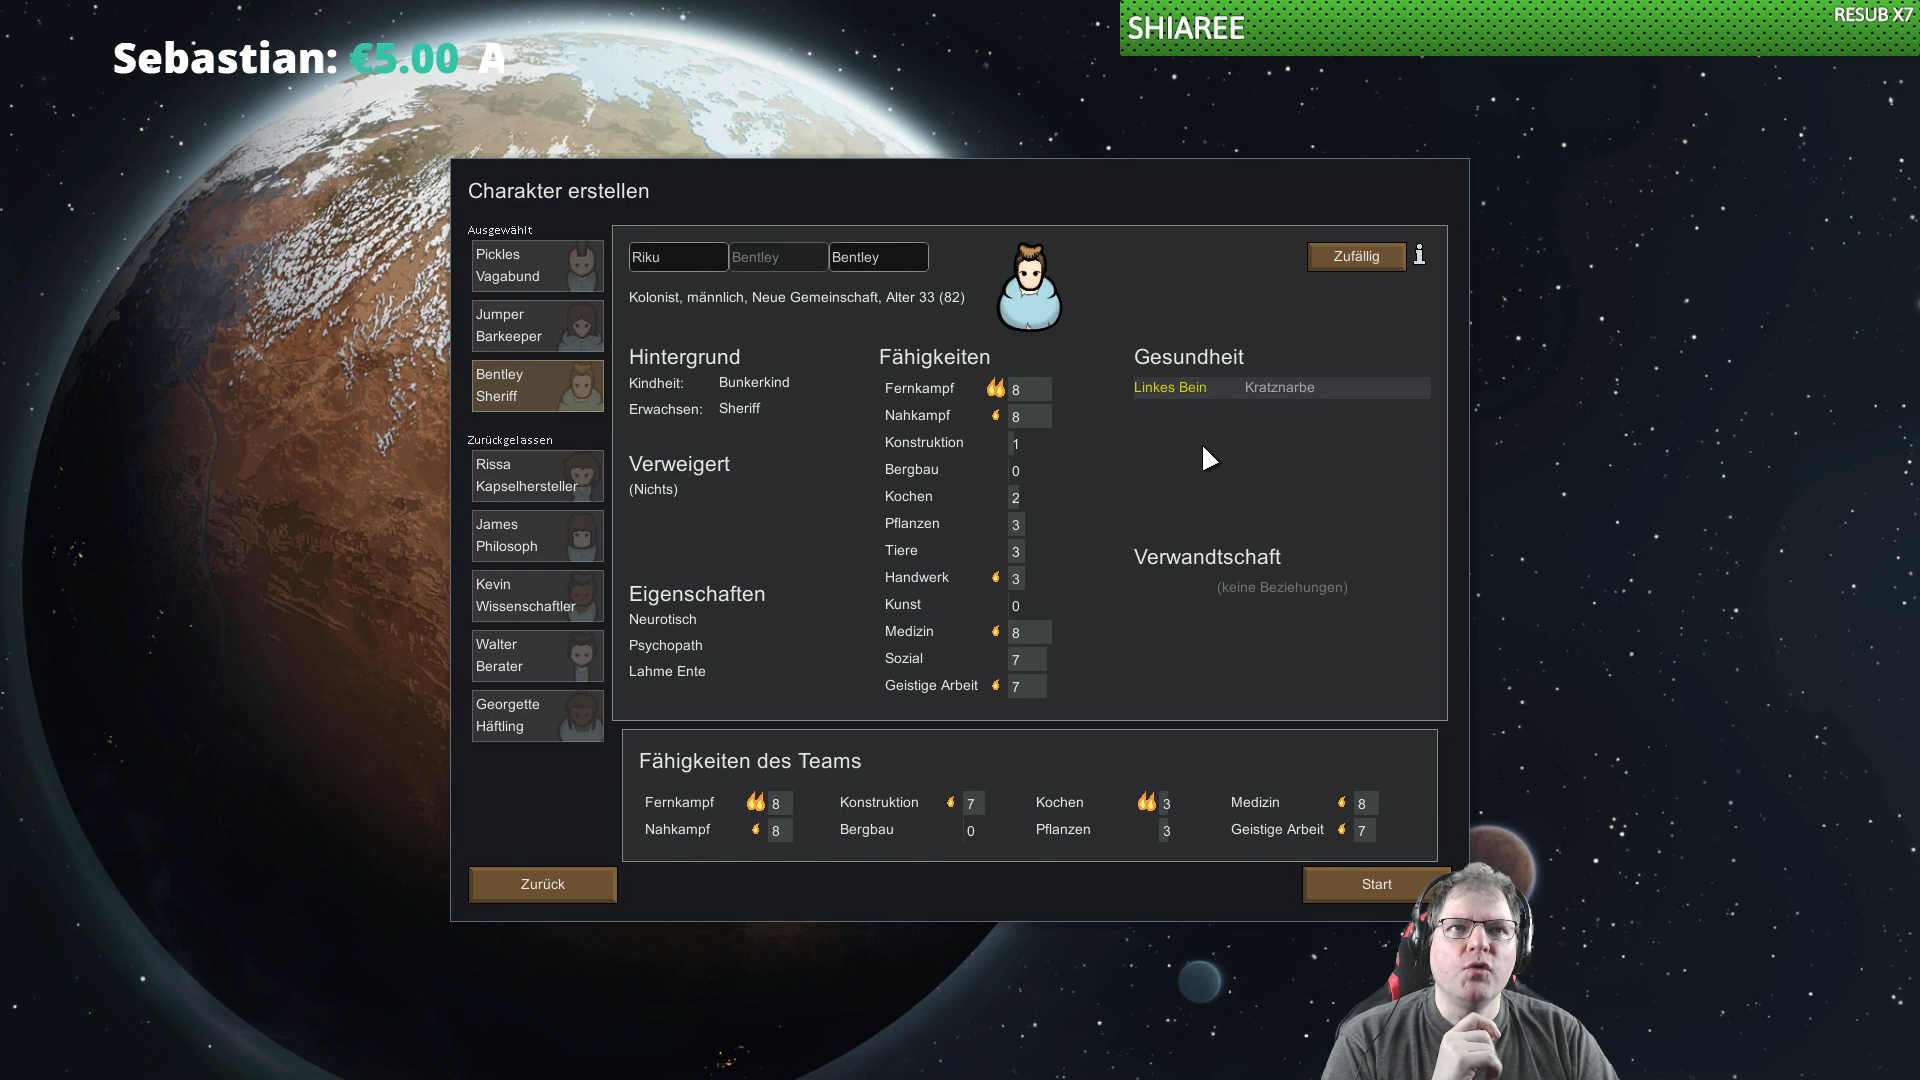 Sebastian: €5.00 A
SHIAREE
RESUB X7
Charakter erstellen
Ausgewählt
Pickles
Vagabund
Jumper
Barkeeper
Bentley
Sheriff
Zurückgelassen
Rissa
Kapselhersteller
James
Philosoph
Kevin
Wissenschaftler
Walter
Berater
Georgette
Häftling
Riku
Bentley
Bentley
Zufällig
Kolonist, männlich, Neue Gemeinschaft, Alter 33 (82)
Hintergrund
Kindheit: Bunkerkind
Erwachsen: Sheriff
Verweigert
(Nichts)
Eigenschaften
Neurotisch
Psychopath
Lahme Ente
Fähigkeiten
Fernkampf 8
Nahkampf 8
Konstruktion 1
Bergbau 0
Kochen 2
Pflanzen 3
Tiere 3
Handwerk 3
Kunst 0
Medizin 8
Sozial 7
Geistige Arbeit 7
Gesundheit
Linkes Bein Kratznarbe
Verwandtschaft
(keine Beziehungen)
Fähigkeiten des Teams
Fernkampf 8 Konstruktion 7 Kochen 3 Medizin 8
Nahkampf 8 Bergbau 0 Pflanzen 3 Geistige Arbeit 7
Zurück
Start